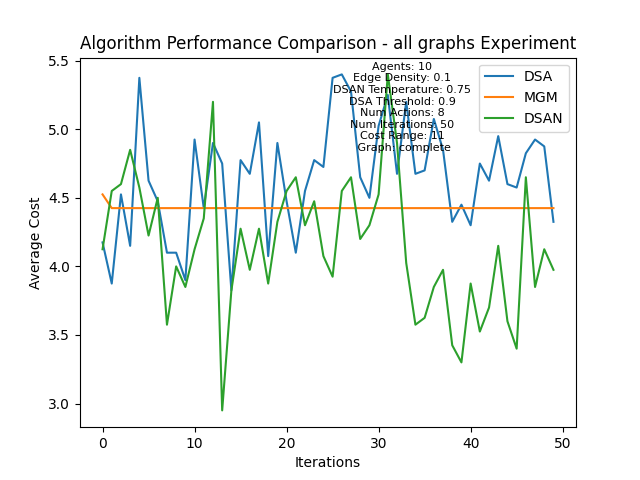 Algorithm Performance Comparison - all graphs Experiment
Agents: 10
Edge Density: 0.1
DSAN Temperature: 0.75
DSA Threshold: 0.9
Num Actions: 8
Num Iterations: 50
Cost Range: 11
Graph: complete
DSA
MGM
DSAN
5.5
5.0
4.5
4.0
3.5
3.0
Average Cost
0
10
20
30
40
50
Iterations